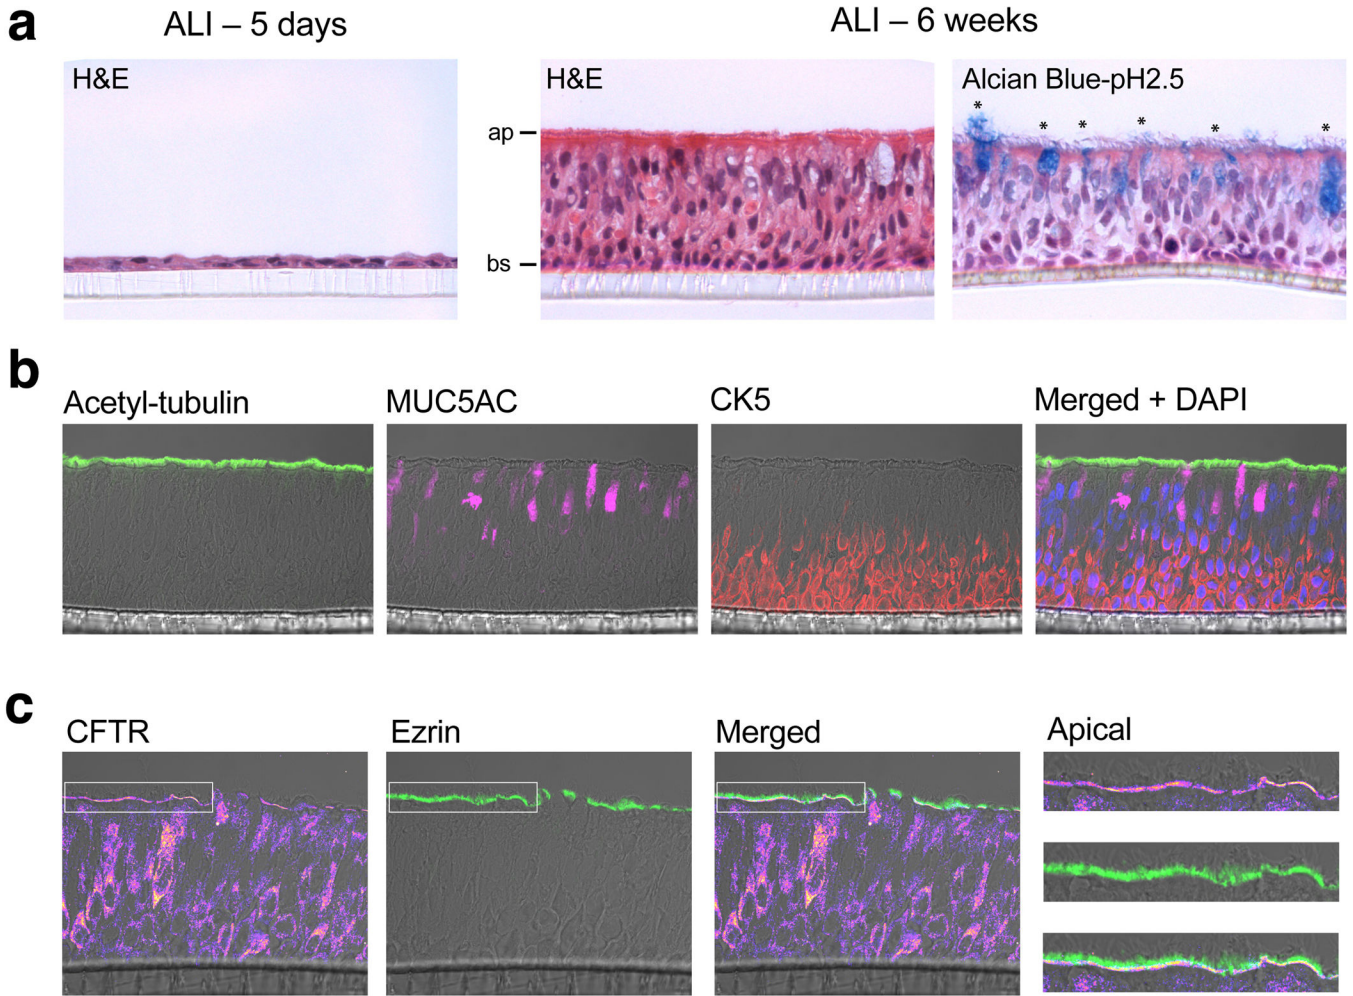 a
ALI – 5 days
ALI – 6 weeks
H&E
H&E
Alcian Blue-pH2.5
* * * * * *
ap
bs
b
Acetyl-tubulin
MUC5AC
CK5
Merged + DAPI
c
CFTR
Ezrin
Merged
Apical